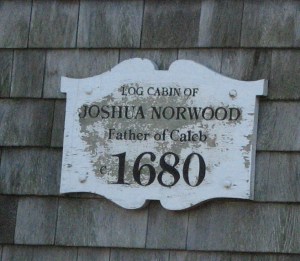 LOG CABIN OF
JOSHUA NORWOOD
Father of Caleb
c 1680